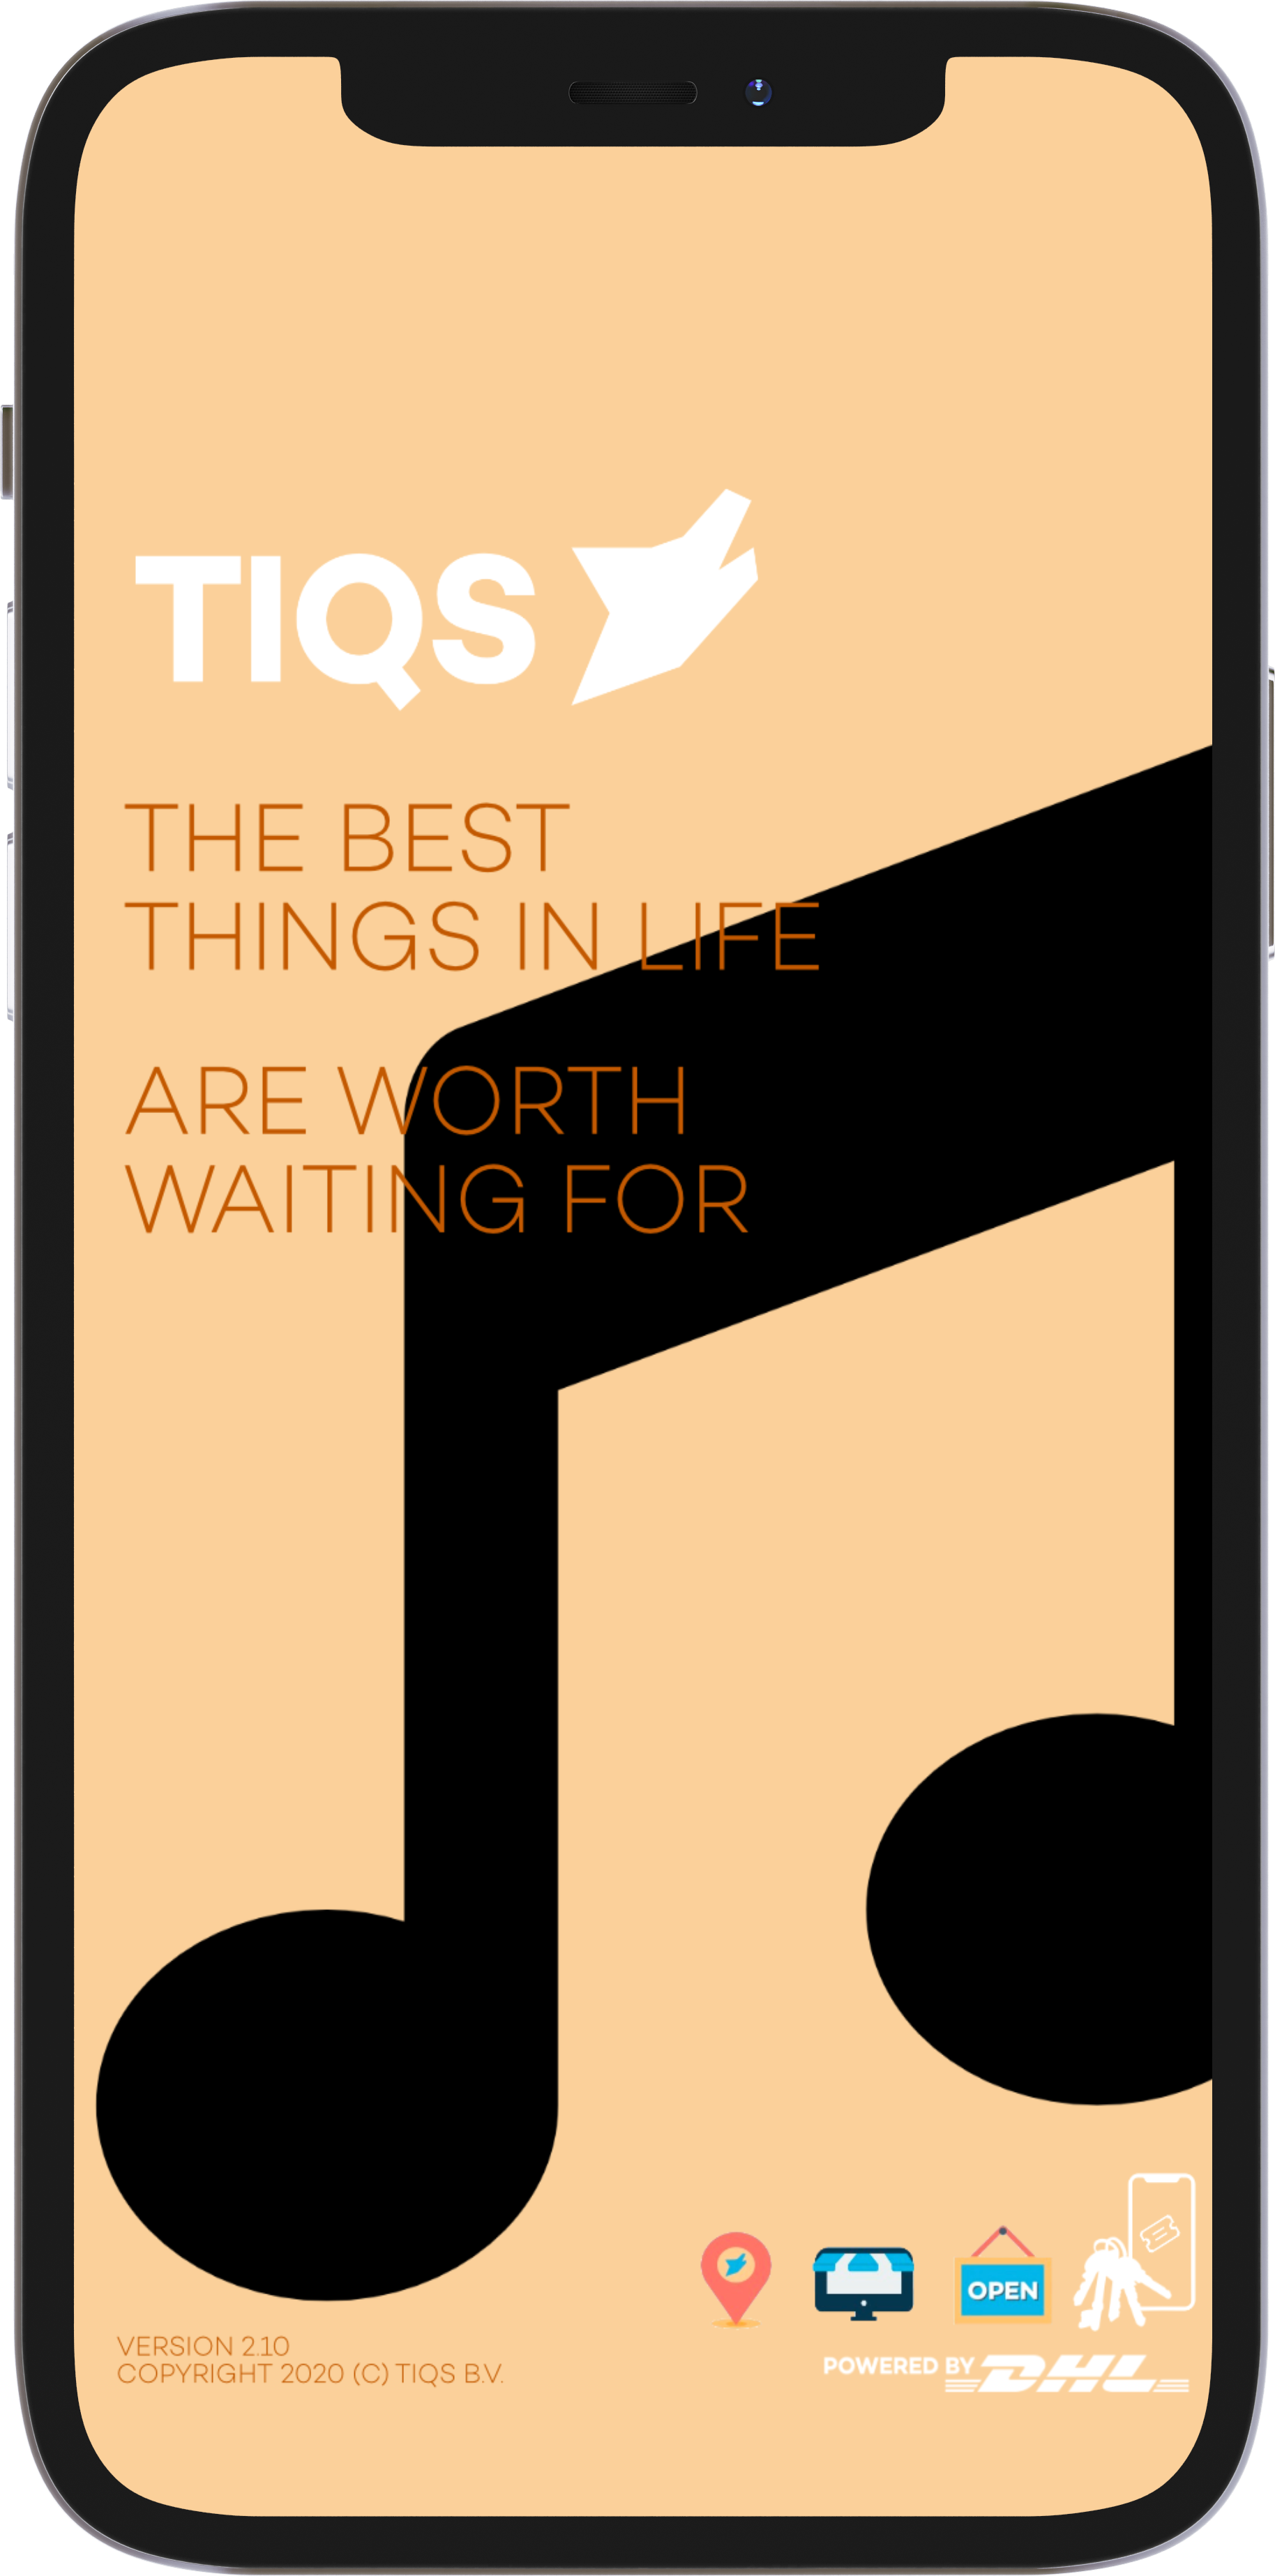 TIQS
THE BEST
THINGS IN LIFE
ARE WORTH
WAITING FOR
OPEN
VERSION 2.10
COPYRIGHT 2020 (C) TIQS B.V.
POWERED BY DHL